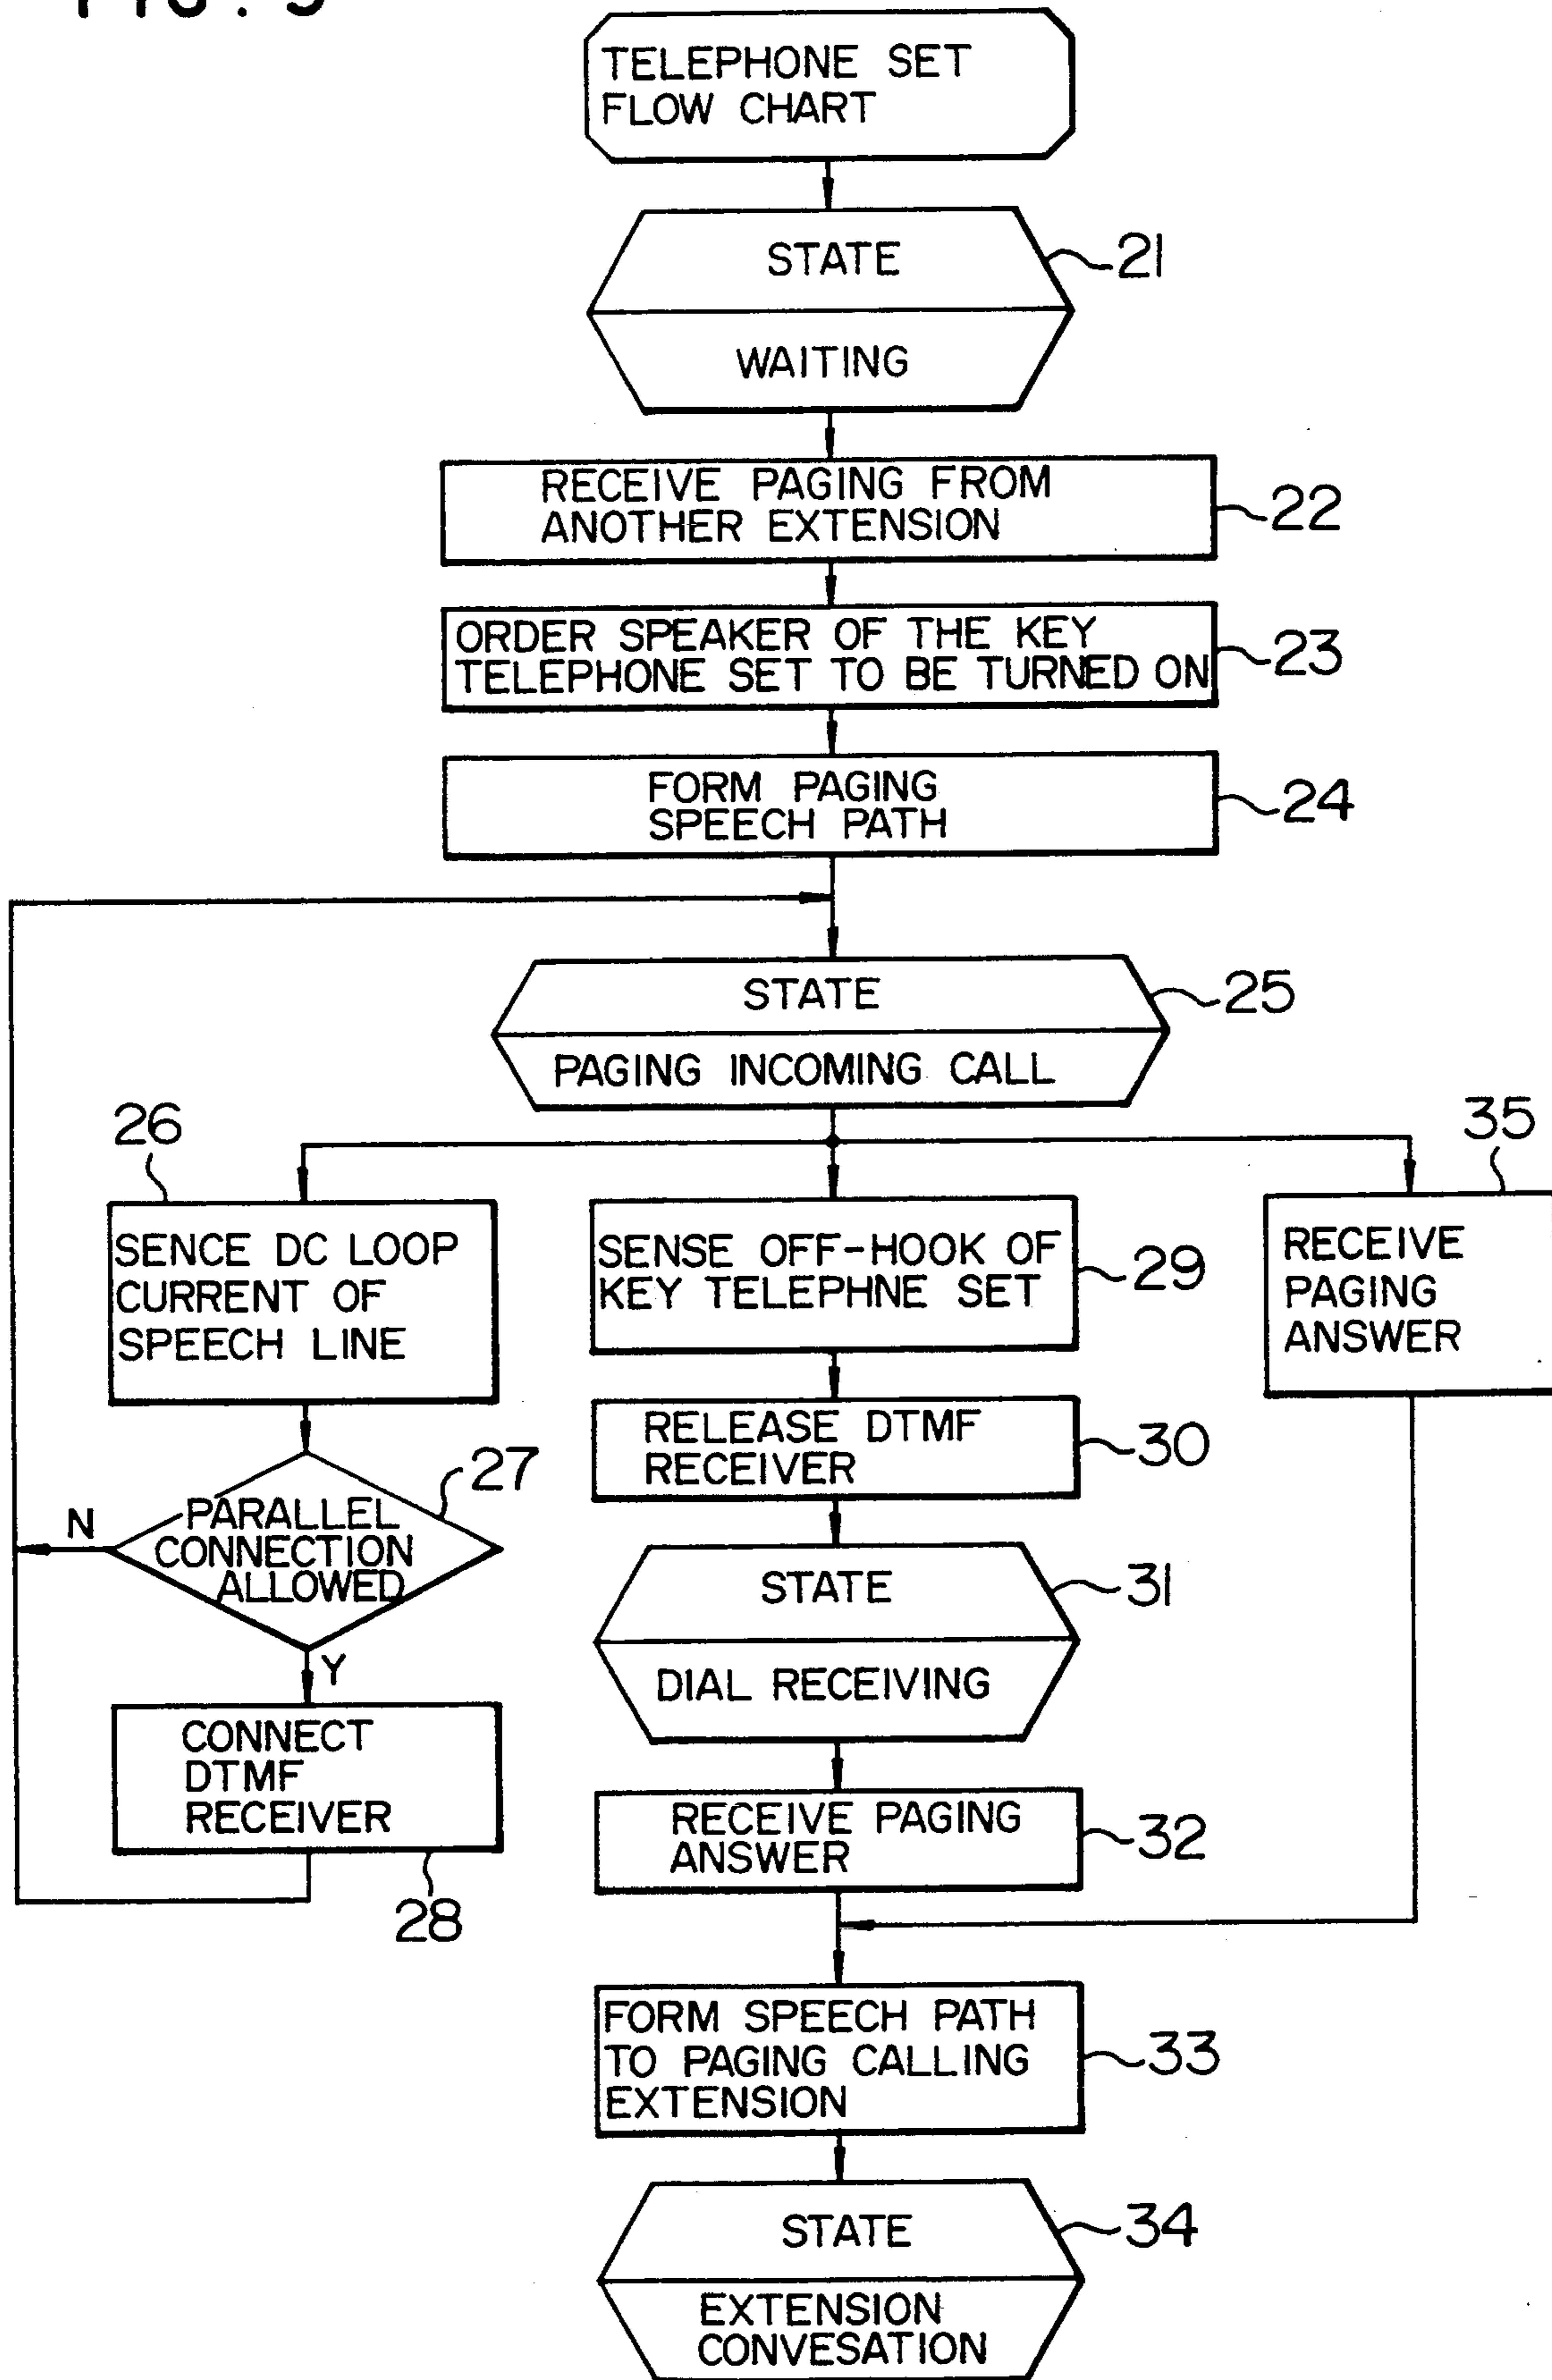 TELEPHONE SET
FLOW CHART
STATE
21
WAITING
RECEIVE PAGING FROM
ANOTHER EXTENSION
22
ORDER SPEAKER OF THE KEY
TELEPHONE SET TO BE TURNED ON
23
FORM PAGING
SPEECH PATH
24
STATE
25
PAGING INCOMING CALL
26
35
SENCE DC LOOP
CURRENT OF
SPEECH LINE
SENSE OFF-HOOK OF
KEY TELEPHNE SET
29
RECEIVE
PAGING
ANSWER
RELEASE DTMF
RECEIVER
30
27
PARALLEL
CONNECTION
ALLOWED
N
Y
STATE
31
DIAL RECEIVING
CONNECT
DTMF
RECEIVER
28
RECEIVE PAGING
ANSWER
32
FORM SPEECH PATH
TO PAGING CALLING
EXTENSION
33
STATE
34
EXTENSION
CONVESATION